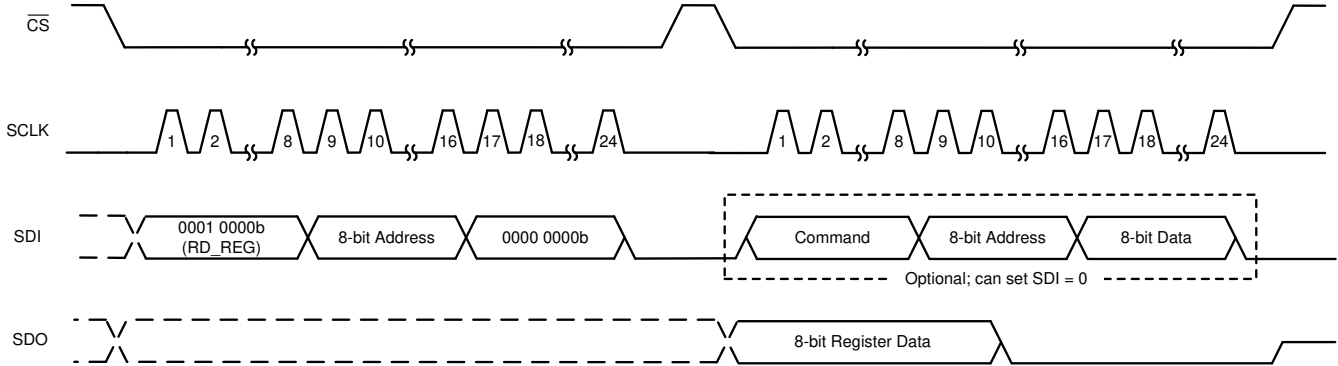 CS
SCLK
1 2 8 9 10 16 17 18 24 1 2 8 9 10 16 17 18 24
SDI
0001 0000b
(RD_REG)
8-bit Address
0000 0000b
Command
8-bit Address
8-bit Data
Optional; can set SDI = 0
SDO
8-bit Register Data